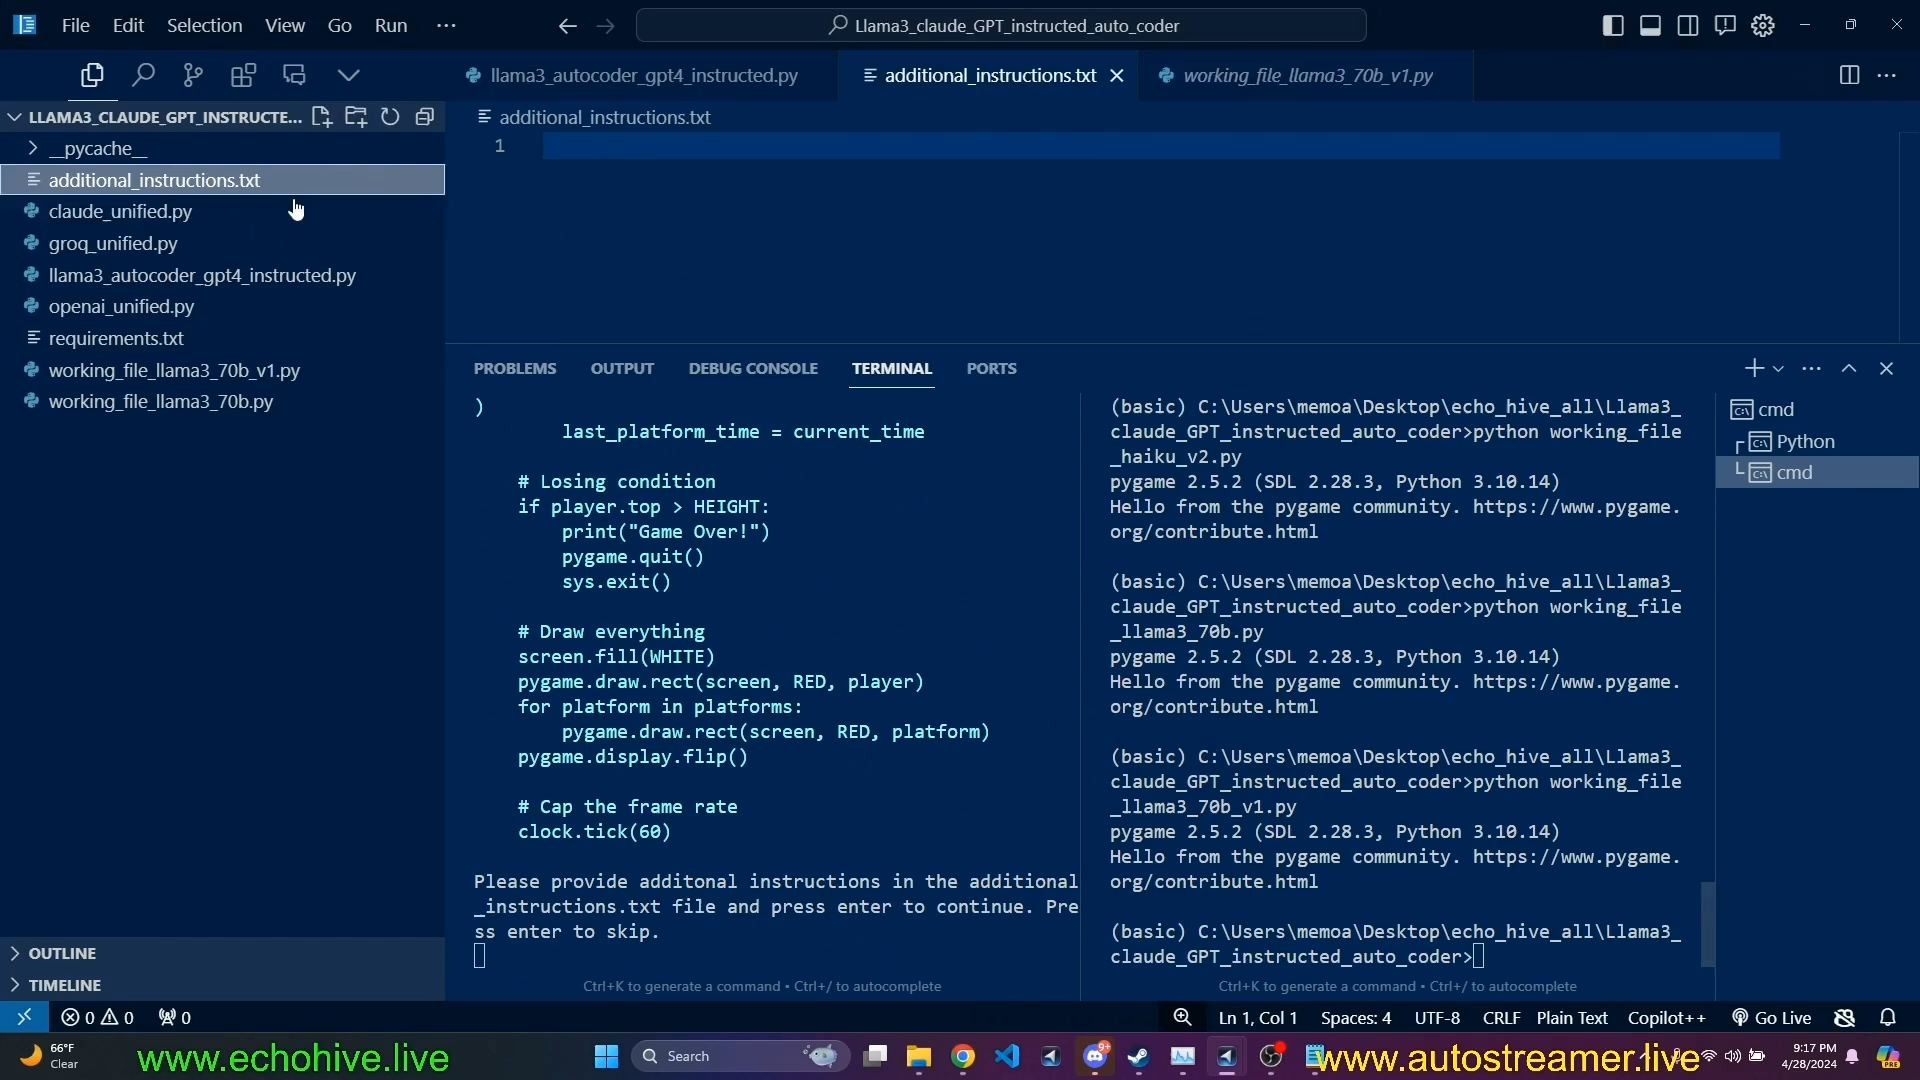 File Edit Selection View Go Run ···
Llama3_claude_GPT_instructed_auto_coder
llama3_autocoder_gpt4_instructed.py
additional_instructions.txt
working_file_llama3_70b_v1.py
LLAMA3_CLAUDE_GPT_INSTRUCTE...
__pycache__
additional_instructions.txt
claude_unified.py
groq_unified.py
llama3_autocoder_gpt4_instructed.py
openai_unified.py
requirements.txt
working_file_llama3_70b_v1.py
working_file_llama3_70b.py
OUTLINE
TIMELINE
additional_instructions.txt
1
PROBLEMS OUTPUT DEBUG CONSOLE TERMINAL PORTS
)
last_platform_time = current_time
# Losing condition
if player.top > HEIGHT:
print("Game Over!")
pygame.quit()
sys.exit()
# Draw everything
screen.fill(WHITE)
pygame.draw.rect(screen, RED, player)
for platform in platforms:
pygame.draw.rect(screen, RED, platform)
pygame.display.flip()
# Cap the frame rate
clock.tick(60)
Please provide additonal instructions in the additional
_instructions.txt file and press enter to continue. Pre
ss enter to skip.
Ctrl+K to generate a command • Ctrl+/ to autocomplete
(basic) C:\Users\memoa\Desktop\echo_hive_all\Llama3_
claude_GPT_instructed_auto_coder>python working_file
_haiku_v2.py
pygame 2.5.2 (SDL 2.28.3, Python 3.10.14)
Hello from the pygame community. https://www.pygame.
org/contribute.html
(basic) C:\Users\memoa\Desktop\echo_hive_all\Llama3_
claude_GPT_instructed_auto_coder>python working_file
_llama3_70b.py
pygame 2.5.2 (SDL 2.28.3, Python 3.10.14)
Hello from the pygame community. https://www.pygame.
org/contribute.html
(basic) C:\Users\memoa\Desktop\echo_hive_all\Llama3_
claude_GPT_instructed_auto_coder>python working_file
_llama3_70b_v1.py
pygame 2.5.2 (SDL 2.28.3, Python 3.10.14)
Hello from the pygame community. https://www.pygame.
org/contribute.html
(basic) C:\Users\memoa\Desktop\echo_hive_all\Llama3_
claude_GPT_instructed_auto_coder>
Ctrl+K to generate a command • Ctrl+/ to autocomplete
cmd
Python
cmd
0 0 0
Ln 1, Col 1 Spaces: 4 UTF-8 CRLF Plain Text Copilot++ Go Live
66°F
Clear
www.echohive.live
Search
9+
www.autostreamer.live
9:17 PM
4/28/2024
PRE